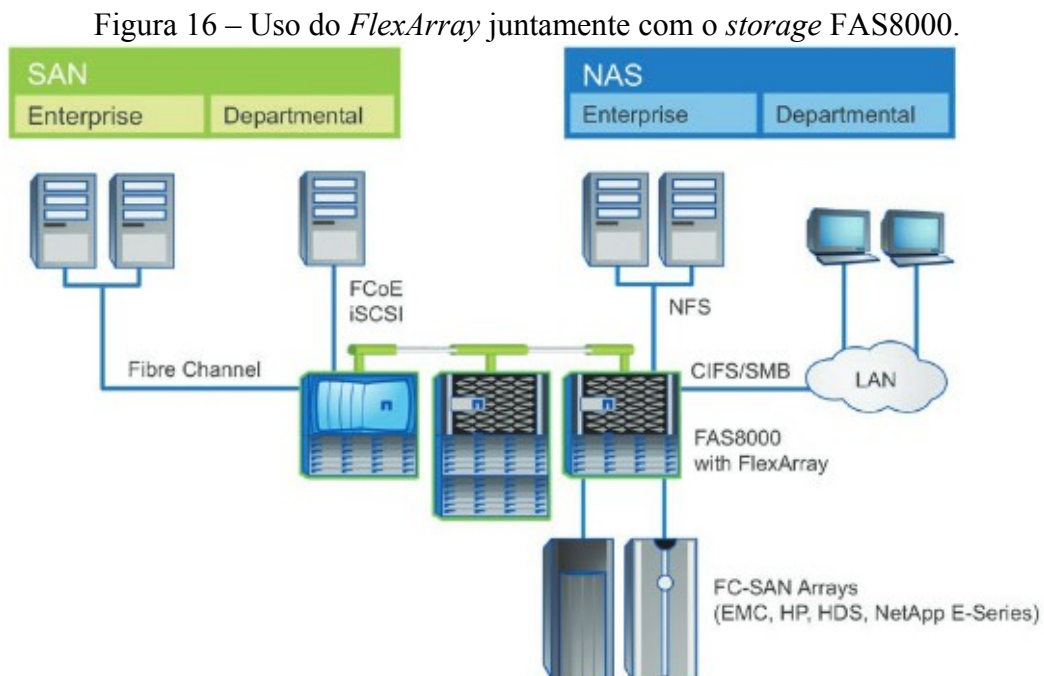 Figura 16 – Uso do FlexArray juntamente com o storage FAS8000.
SAN
Enterprise
Departmental
NAS
Enterprise
Departmental
FCoE
iSCSI
NFS
Fibre Channel
CIFS/SMB
LAN
FAS8000
with FlexArray
FC-SAN Arrays
(EMC, HP, HDS, NetApp E-Series)